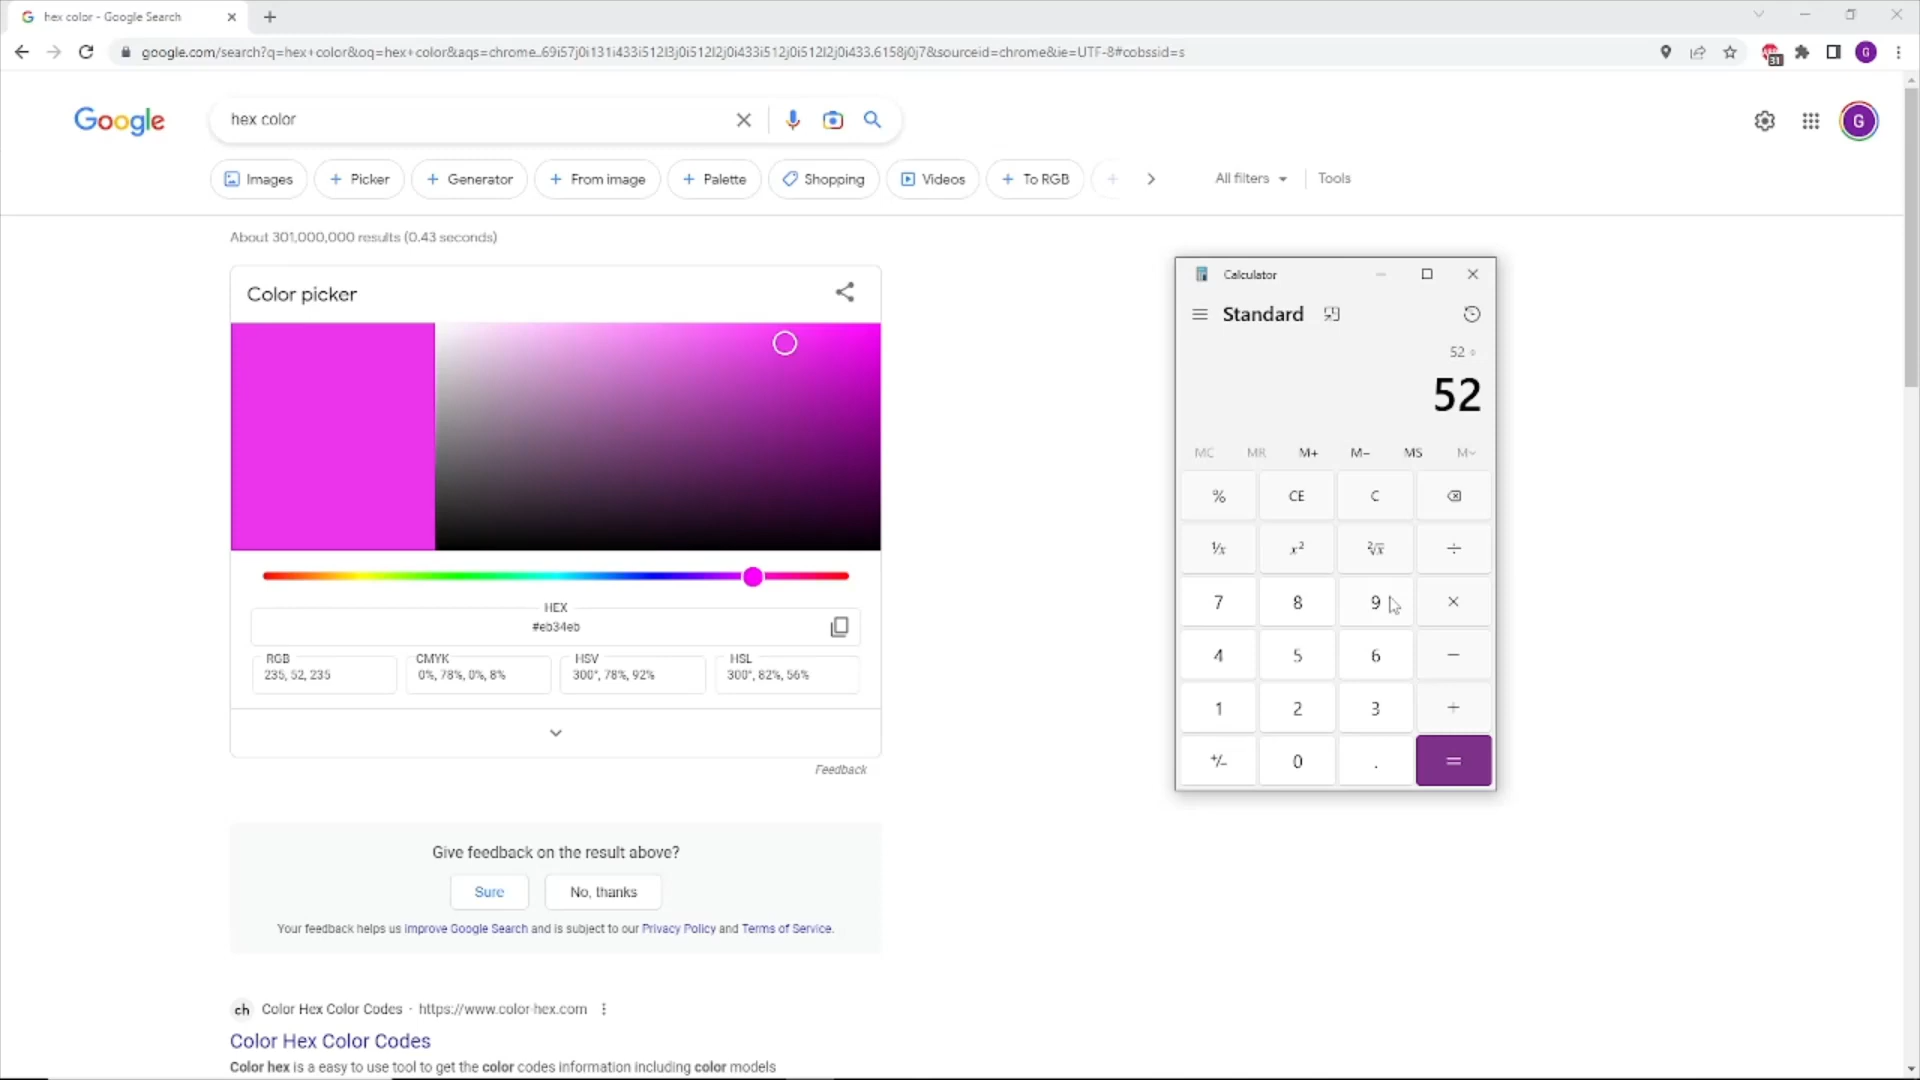 hex color - Google Search
google.com/search?q=hex+color&oq=hex+color&aqs=chrome..69i57j0i131i433i512l3j0i512l2j0i433i512j0i512l2j0i433.6158j0j7&sourceid=chrome&ie=UTF-8#cobssid=s
31
G
Google
hex color
G
Images
+ Picker
+ Generator
+ From image
+ Palette
Shopping
Videos
+ To RGB
+
All filters
Tools
About 301,000,000 results (0.43 seconds)
Color picker
HEX
#eb34eb
RGB
235, 52, 235
CMYK
0%, 78%, 0%, 8%
HSV
300°, 78%, 92%
HSL
300°, 82%, 56%
Feedback
Give feedback on the result above?
Sure
No, thanks
Your feedback helps us improve Google Search and is subject to our Privacy Policy and Terms of Service.
ch Color Hex Color Codes · https://www.color-hex.com
Color Hex Color Codes
Color hex is a easy to use tool to get the color codes information including color models
Calculator
Standard
52 ÷
52
MC MR M+ M− MS M˅
% CE C
¹/x x² ²√x ÷
7 8 9 ×
4 5 6 −
1 2 3 +
+/− 0 . =